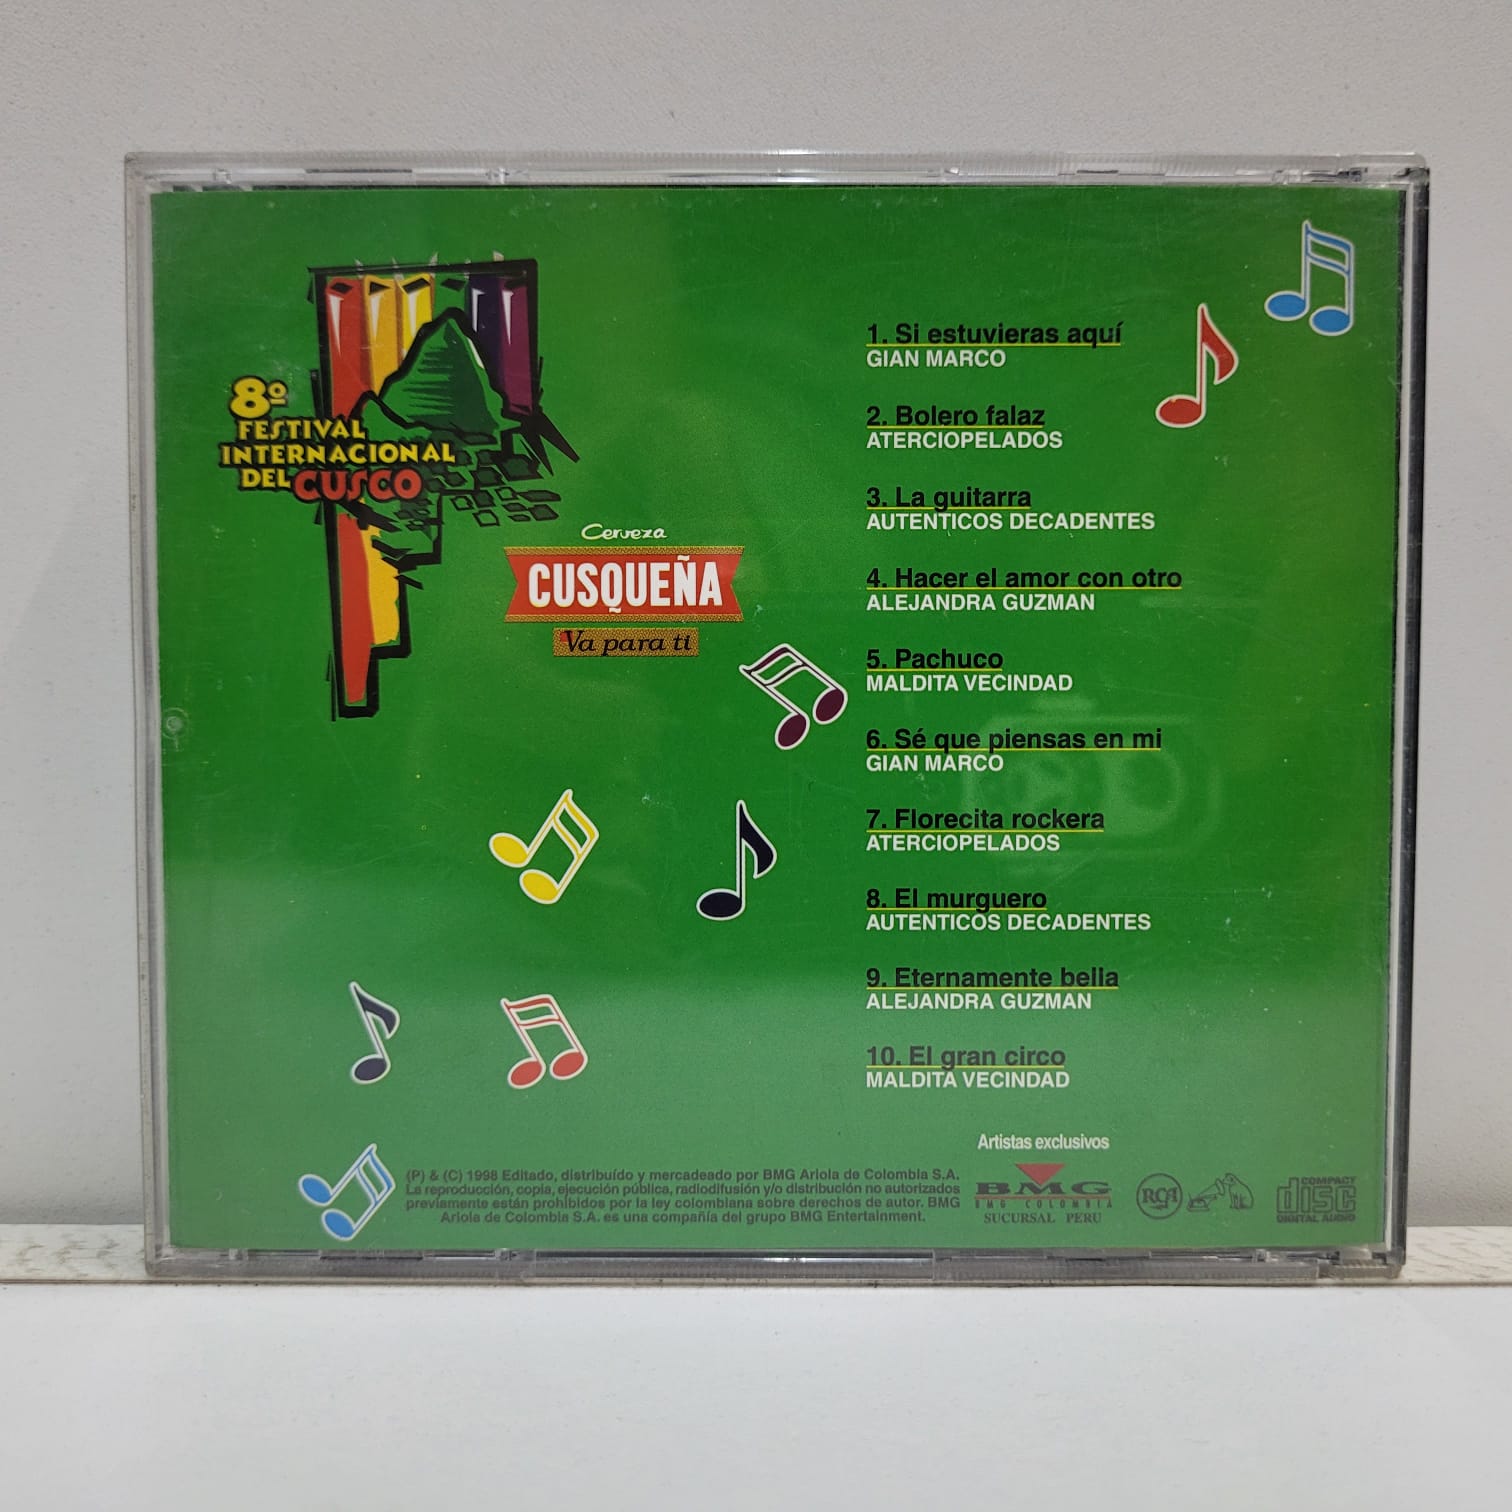 8º
FESTIVAL
INTERNACIONAL
DEL CUSCO
Cerveza
CUSQUEÑA
Va para ti
1. Si estuvieras aquí
GIAN MARCO
2. Bolero falaz
ATERCIOPELADOS
3. La guitarra
AUTENTICOS DECADENTES
4. Hacer el amor con otro
ALEJANDRA GUZMAN
5. Pachuco
MALDITA VECINDAD
6. Sé que piensas en mi
GIAN MARCO
7. Florecita rockera
ATERCIOPELADOS
8. El murguero
AUTENTICOS DECADENTES
9. Eternamente bella
ALEJANDRA GUZMAN
10. El gran circo
MALDITA VECINDAD
Artistas exclusivos
(P) & (C) 1998 Editado, distribuído y mercadeado por BMG Ariola de Colombia S.A.
La reproducción, copia, ejecución pública, radiodifusión y/o distribución no autorizados
previamente están prohibidos por la ley colombiana sobre derechos de autor. BMG
Ariola de Colombia S.A. es una compañía del grupo BMG Entertainment.
BMG
BMG COLOMBIA
SUCURSAL PERU
RCA
COMPACT
disc
DIGITAL AUDIO